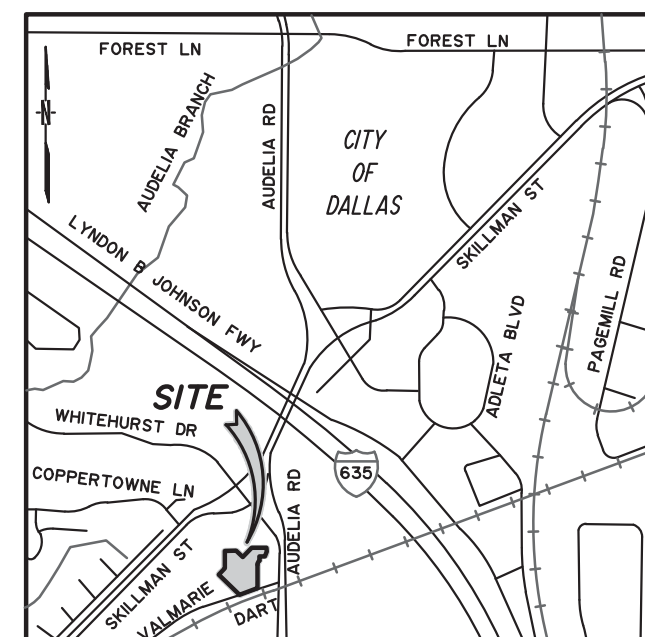 FOREST LN
FOREST LN
N
AUDELIA BRANCH
AUDELIA RD
CITY
OF
DALLAS
SKILLMAN ST
LYNDON B JOHNSON FWY
PAGEMILL RD
ADLETA BLVD
SITE
WHITEHURST DR
635
COPPERTOWNE LN
AUDELIA RD
SKILLMAN ST
VALMARIE
DART